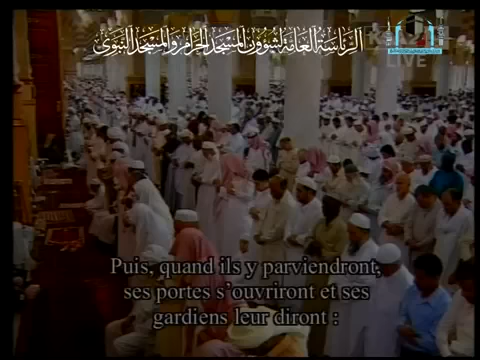 الرئاسة العامة لشؤون المسجد الحرام والمسجد النبوي
LIVE
Puis, quand ils y parviendront,
ses portes s'ouvriront et ses
gardiens leur diront :